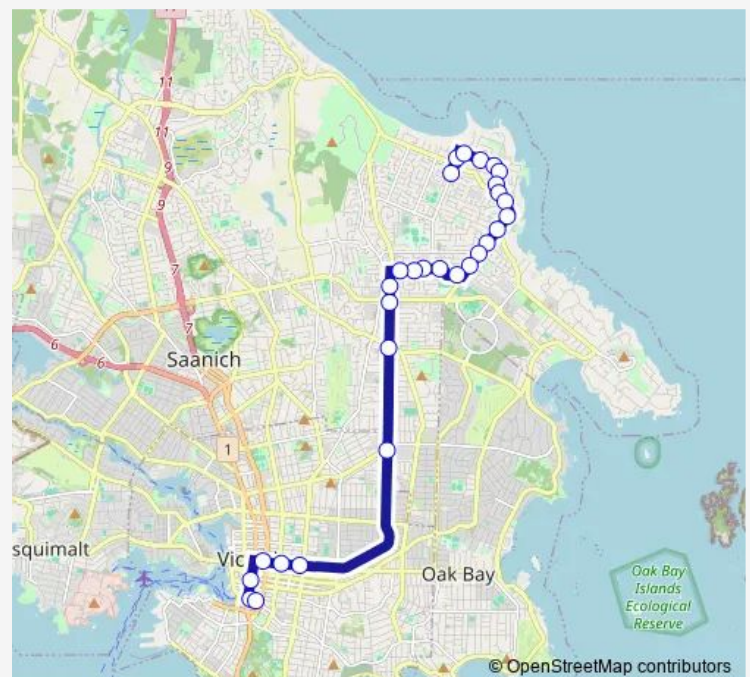 11
11
9
9
7
7
6
6
Saanich
1
squimalt
Vic
Oak Bay
Oak Bay
Islands
Ecological
Reserve
© OpenStreetMap contributors